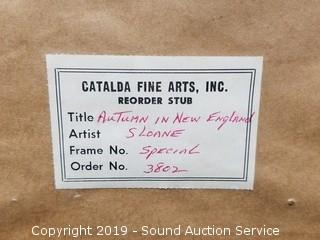 CATALDA FINE ARTS, INC.
REORDER STUB
Title AUTUMN IN NEW ENGLAND
Artist SLOANE
Frame No. SPECIAL
Order No. 3802
Copyright 2019 - Sound Auction Service